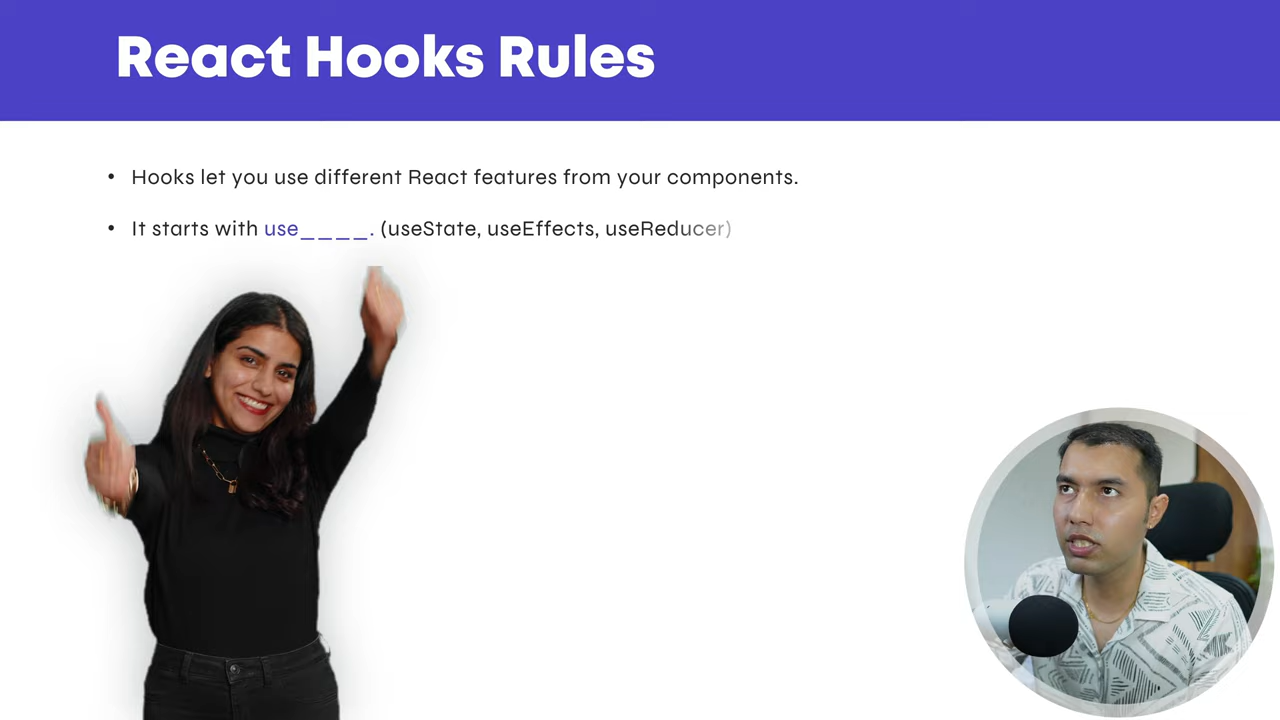 React Hooks Rules
• Hooks let you use different React features from your components.
• It starts with use____. (useState, useEffects, useReducer)